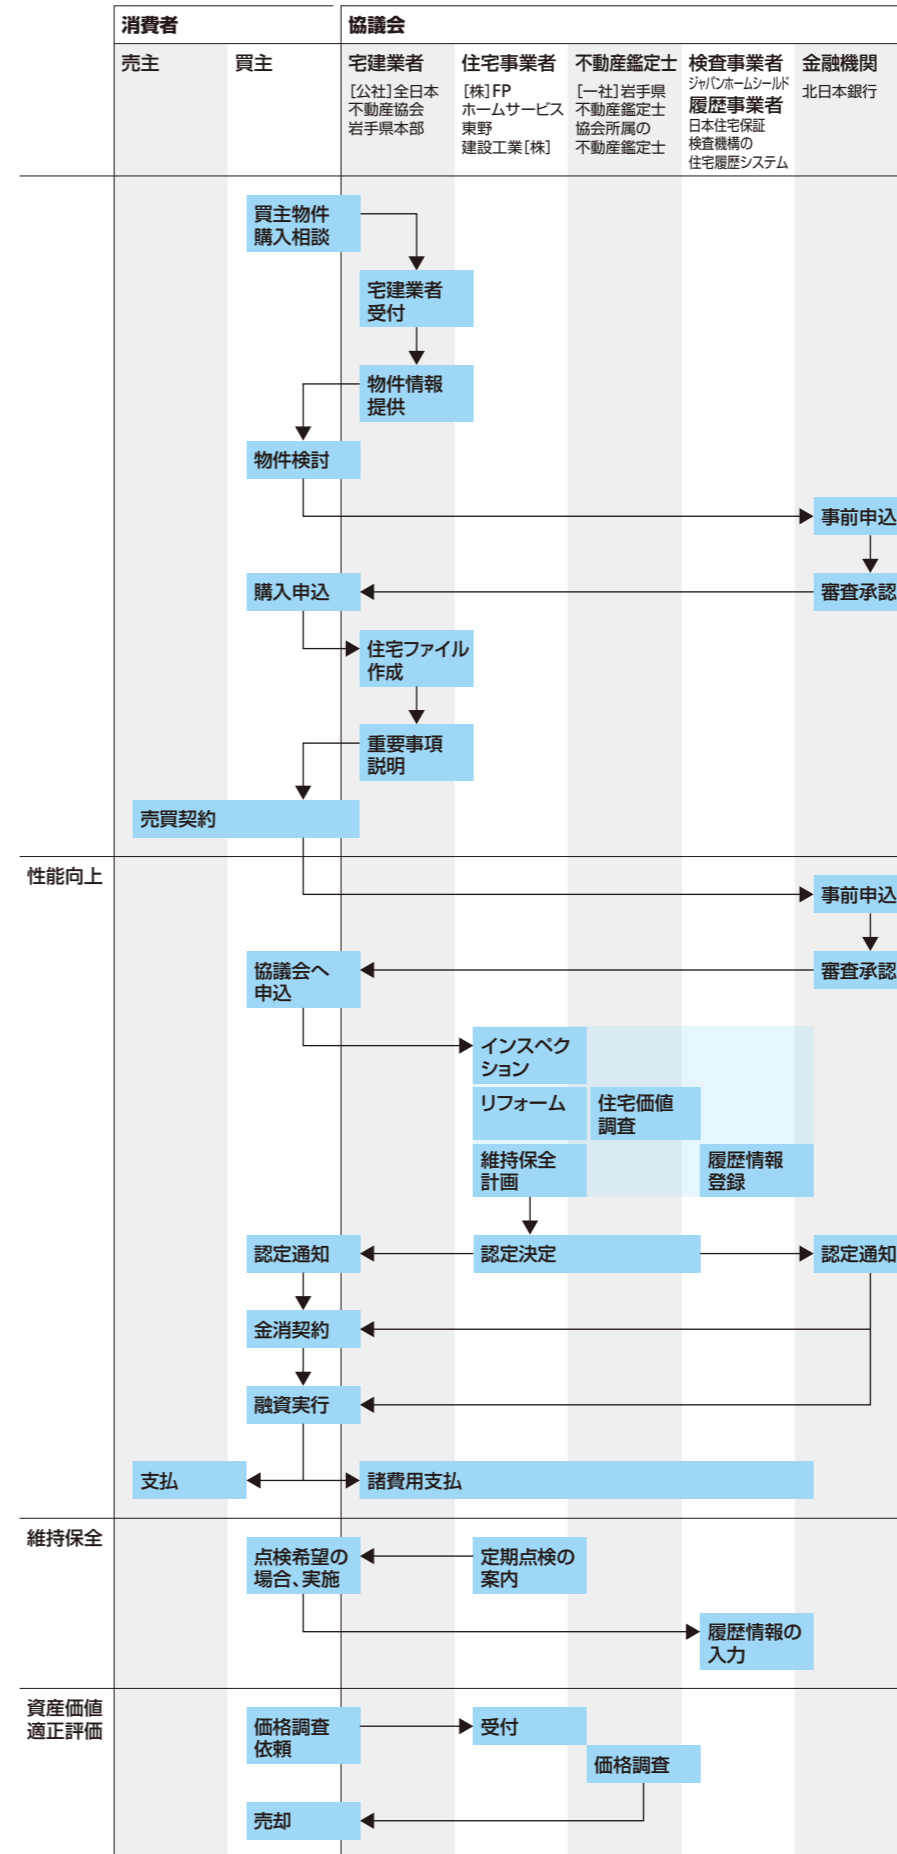 消費者
協議会
売主
買主
宅建業者
[公社]全日本
不動産協会
岩手県本部
住宅事業者
[株]FP
ホームサービス
東野
建設工業[株]
不動産鑑定士
[一社]岩手県
不動産鑑定士
協会所属の
不動産鑑定士
検査事業者
ジャパンホームシールド
履歴事業者
日本住宅保証
検査機構の
住宅履歴システム
金融機関
北日本銀行
買主物件
購入相談
宅建業者
受付
物件情報
提供
物件検討
事前申込
購入申込
審査承認
住宅ファイル
作成
重要事項
説明
売買契約
性能向上
事前申込
協議会へ
申込
審査承認
インスペク
ション
リフォーム
住宅価値
調査
維持保全
計画
履歴情報
登録
認定通知
認定決定
認定通知
金消契約
融資実行
支払
諸費用支払
維持保全
点検希望の
場合、実施
定期点検の
案内
履歴情報の
入力
資産価値
適正評価
価格調査
依頼
受付
価格調査
売却